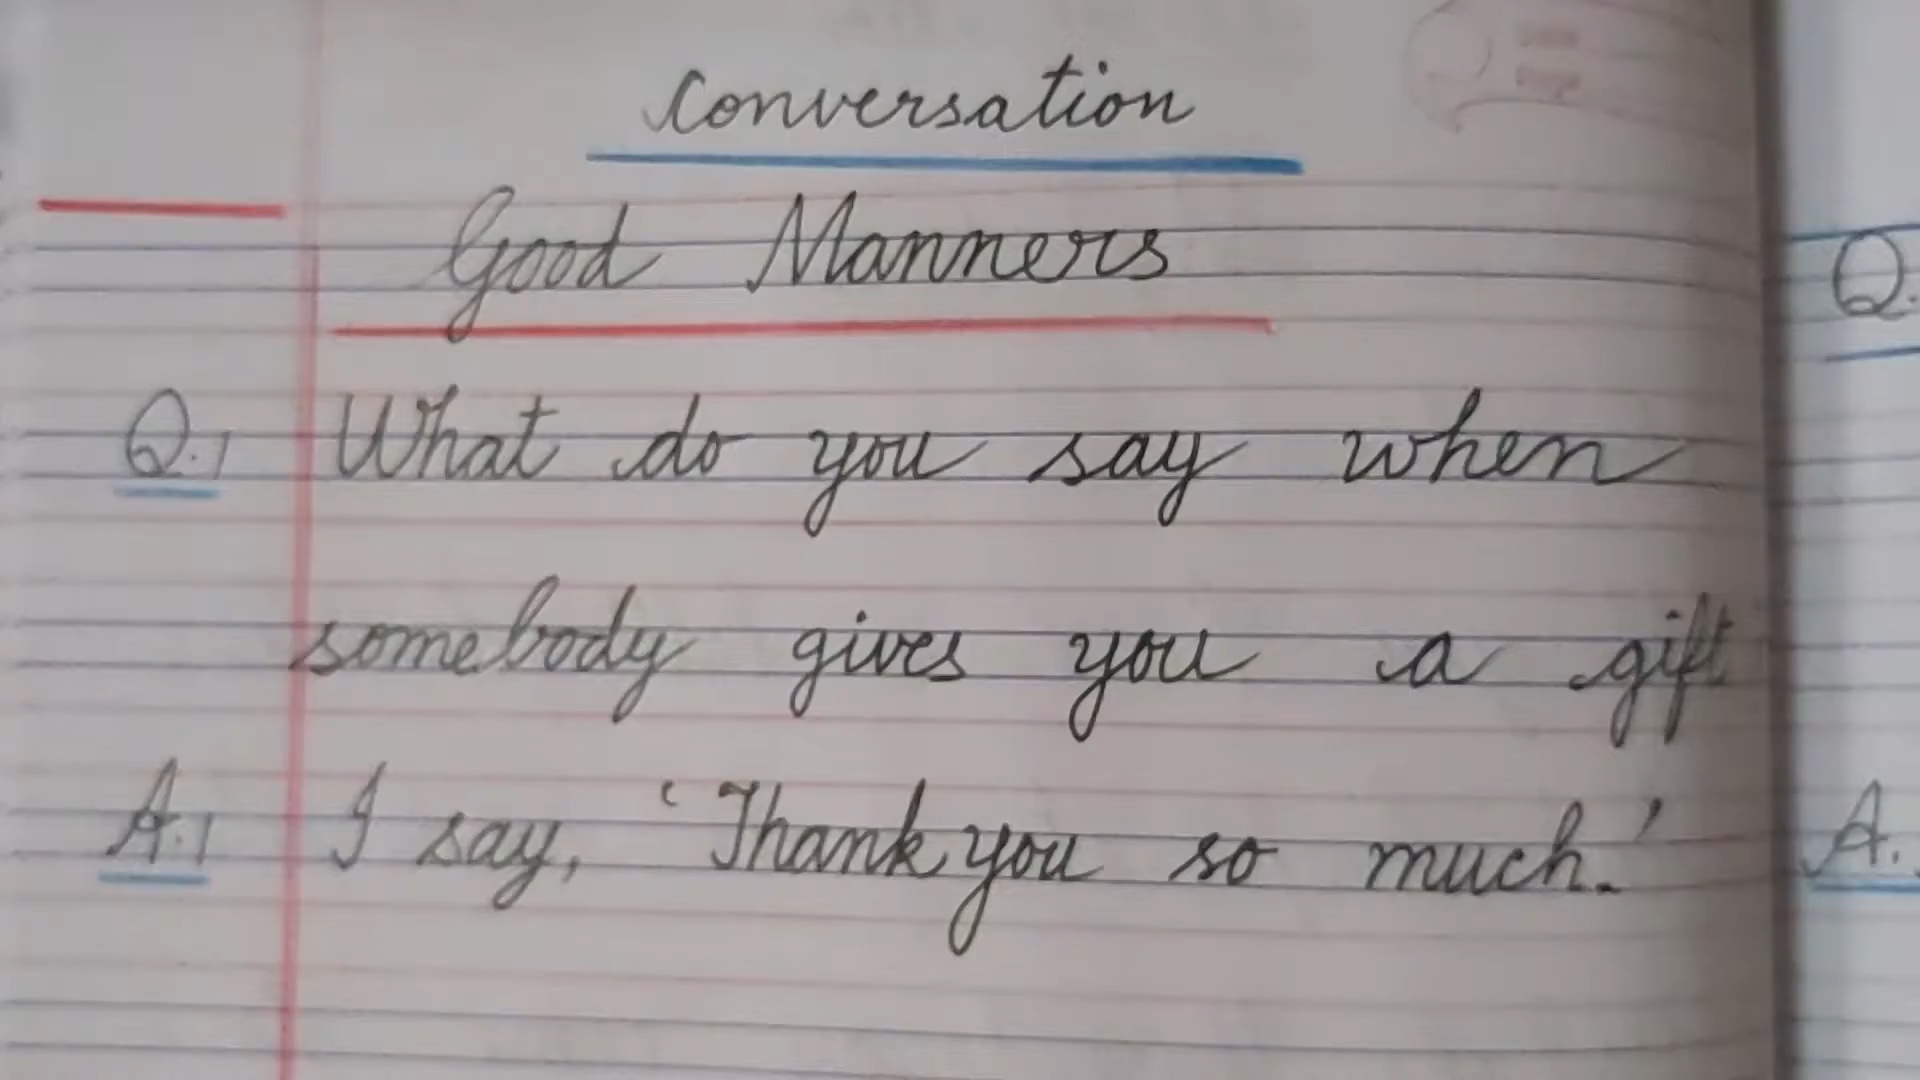 Conversation
Good Manners
Q.1 What do you say when
somebody gives you a gift
A.1 I say, ‘Thank you so much.’
Q.
A.